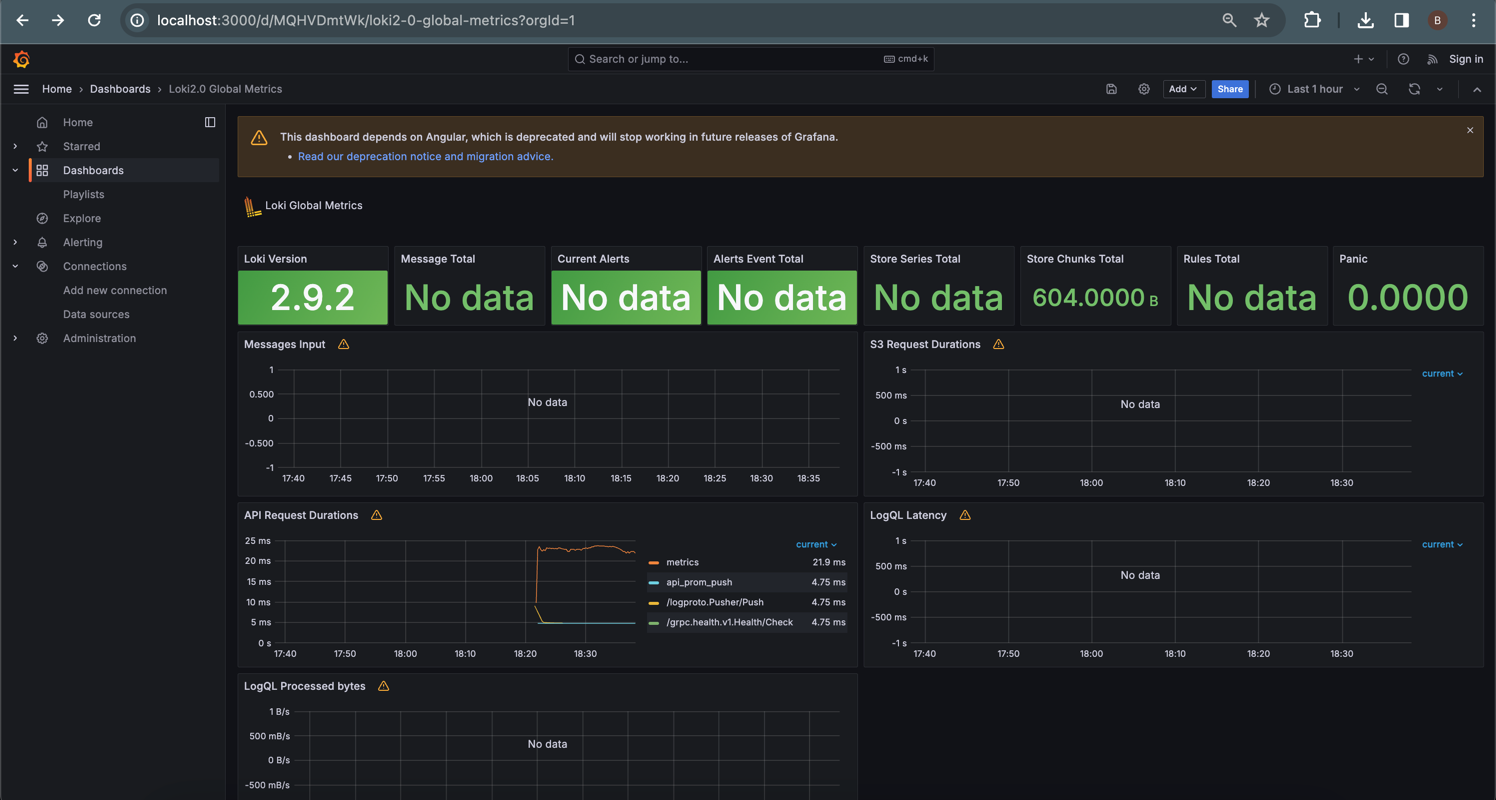 localhost:3000/d/MQHVDmtWk/loki2-0-global-metrics?orgId=1
B
Search or jump to...
cmd+k
Sign in
Home › Dashboards › Loki2.0 Global Metrics
Add
Share
Last 1 hour
Home
Starred
Dashboards
Playlists
Explore
Alerting
Connections
Add new connection
Data sources
Administration
This dashboard depends on Angular, which is deprecated and will stop working in future releases of Grafana.
• Read our deprecation notice and migration advice.
Loki Global Metrics
Loki Version
2.9.2
Message Total
No data
Current Alerts
No data
Alerts Event Total
No data
Store Series Total
No data
Store Chunks Total
604.0000 B
Rules Total
No data
Panic
0.0000
Messages Input
1
0.500
0
-0.500
-1
No data
17:40 17:45 17:50 17:55 18:00 18:05 18:10 18:15 18:20 18:25 18:30 18:35
S3 Request Durations
1 s
500 ms
0 s
-500 ms
-1 s
No data
17:40 17:50 18:00 18:10 18:20 18:30
current
API Request Durations
25 ms
20 ms
15 ms
10 ms
5 ms
0 s
17:40 17:50 18:00 18:10 18:20 18:30
current
metrics 21.9 ms
api_prom_push 4.75 ms
/logproto.Pusher/Push 4.75 ms
/grpc.health.v1.Health/Check 4.75 ms
LogQL Latency
1 s
500 ms
0 s
-500 ms
-1 s
No data
17:40 17:50 18:00 18:10 18:20 18:30
current
LogQL Processed bytes
1 B/s
500 mB/s
0 B/s
-500 mB/s
No data